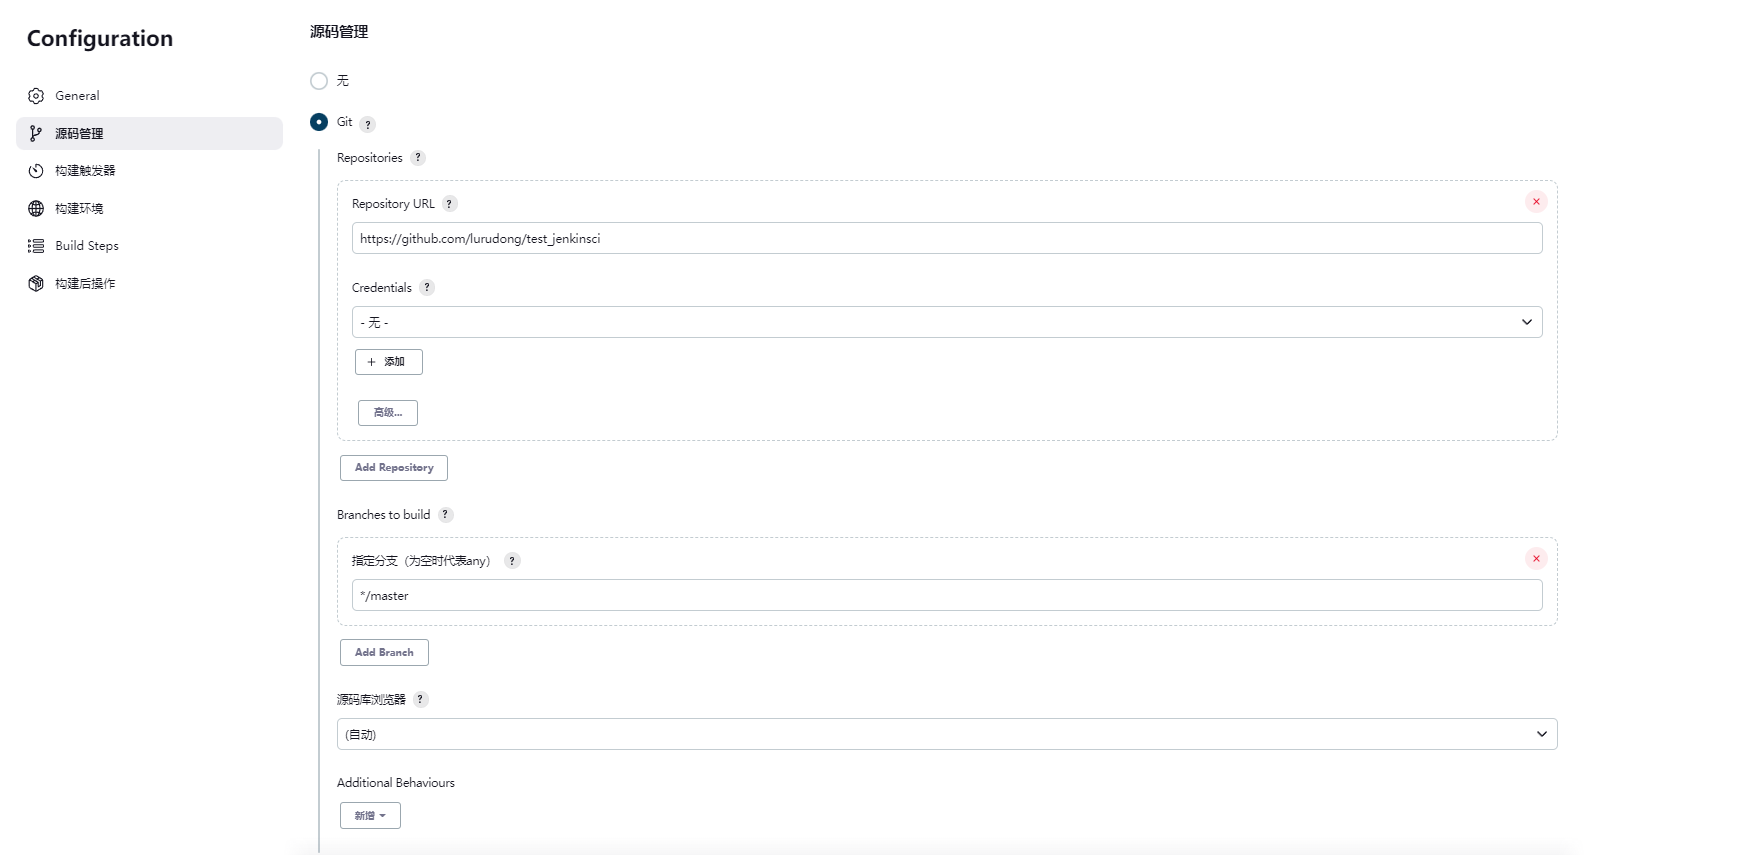 Configuration
General
源码管理
构建触发器
构建环境
Build Steps
构建后操作
源码管理
无
Git ?
Repositories ?
Repository URL ?
https://github.com/lurudong/test_jenkinsci
Credentials ?
- 无 -
+ 添加
高级...
Add Repository
Branches to build ?
指定分支（为空时代表any） ?
*/master
Add Branch
源码库浏览器 ?
(自动)
Additional Behaviours
新增